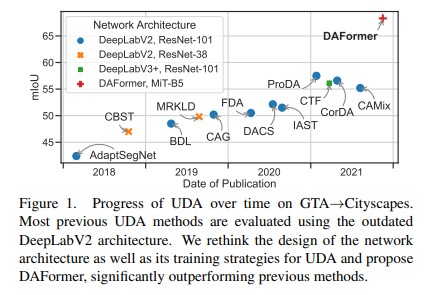 Network Architecture
DeepLabV2, ResNet-101
DeepLabV2, ResNet-38
DeepLabV3+, ResNet-101
DAFormer, MiT-B5
DAFormer
65
60
55
50
45
mIoU
ProDA
CTF
CorDA
CAMix
MRKLD
FDA
CBST
BDL
CAG
DACS
IAST
AdaptSegNet
2018
2019
2020
2021
Date of Publication
Figure 1. Progress of UDA over time on GTA→Cityscapes.
Most previous UDA methods are evaluated using the outdated
DeepLabV2 architecture. We rethink the design of the network
architecture as well as its training strategies for UDA and propose
DAFormer, significantly outperforming previous methods.